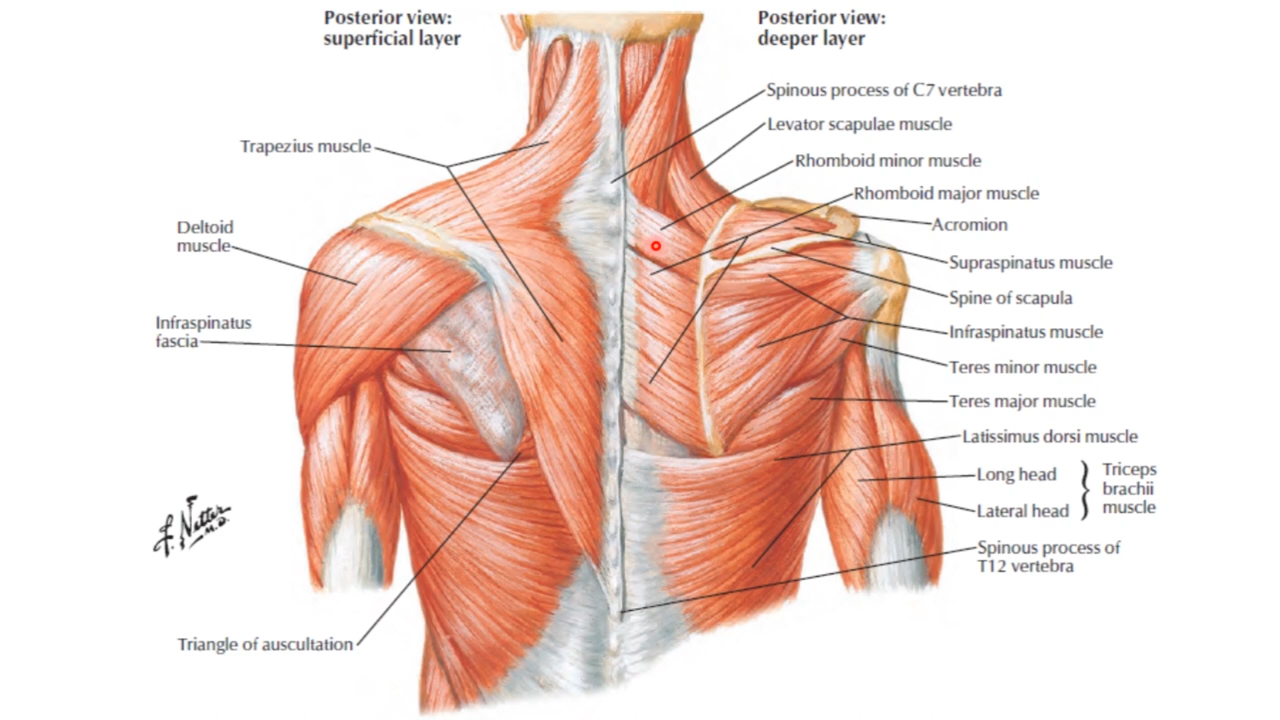 Posterior view:
superficial layer
Posterior view:
deeper layer
Trapezius muscle
Deltoid
muscle
Infraspinatus
fascia
Triangle of auscultation
Spinous process of C7 vertebra
Levator scapulae muscle
Rhomboid minor muscle
Rhomboid major muscle
Acromion
Supraspinatus muscle
Spine of scapula
Infraspinatus muscle
Teres minor muscle
Teres major muscle
Latissimus dorsi muscle
Long head
Lateral head
Triceps
brachii
muscle
Spinous process of
T12 vertebra
F. Netter
M.D.